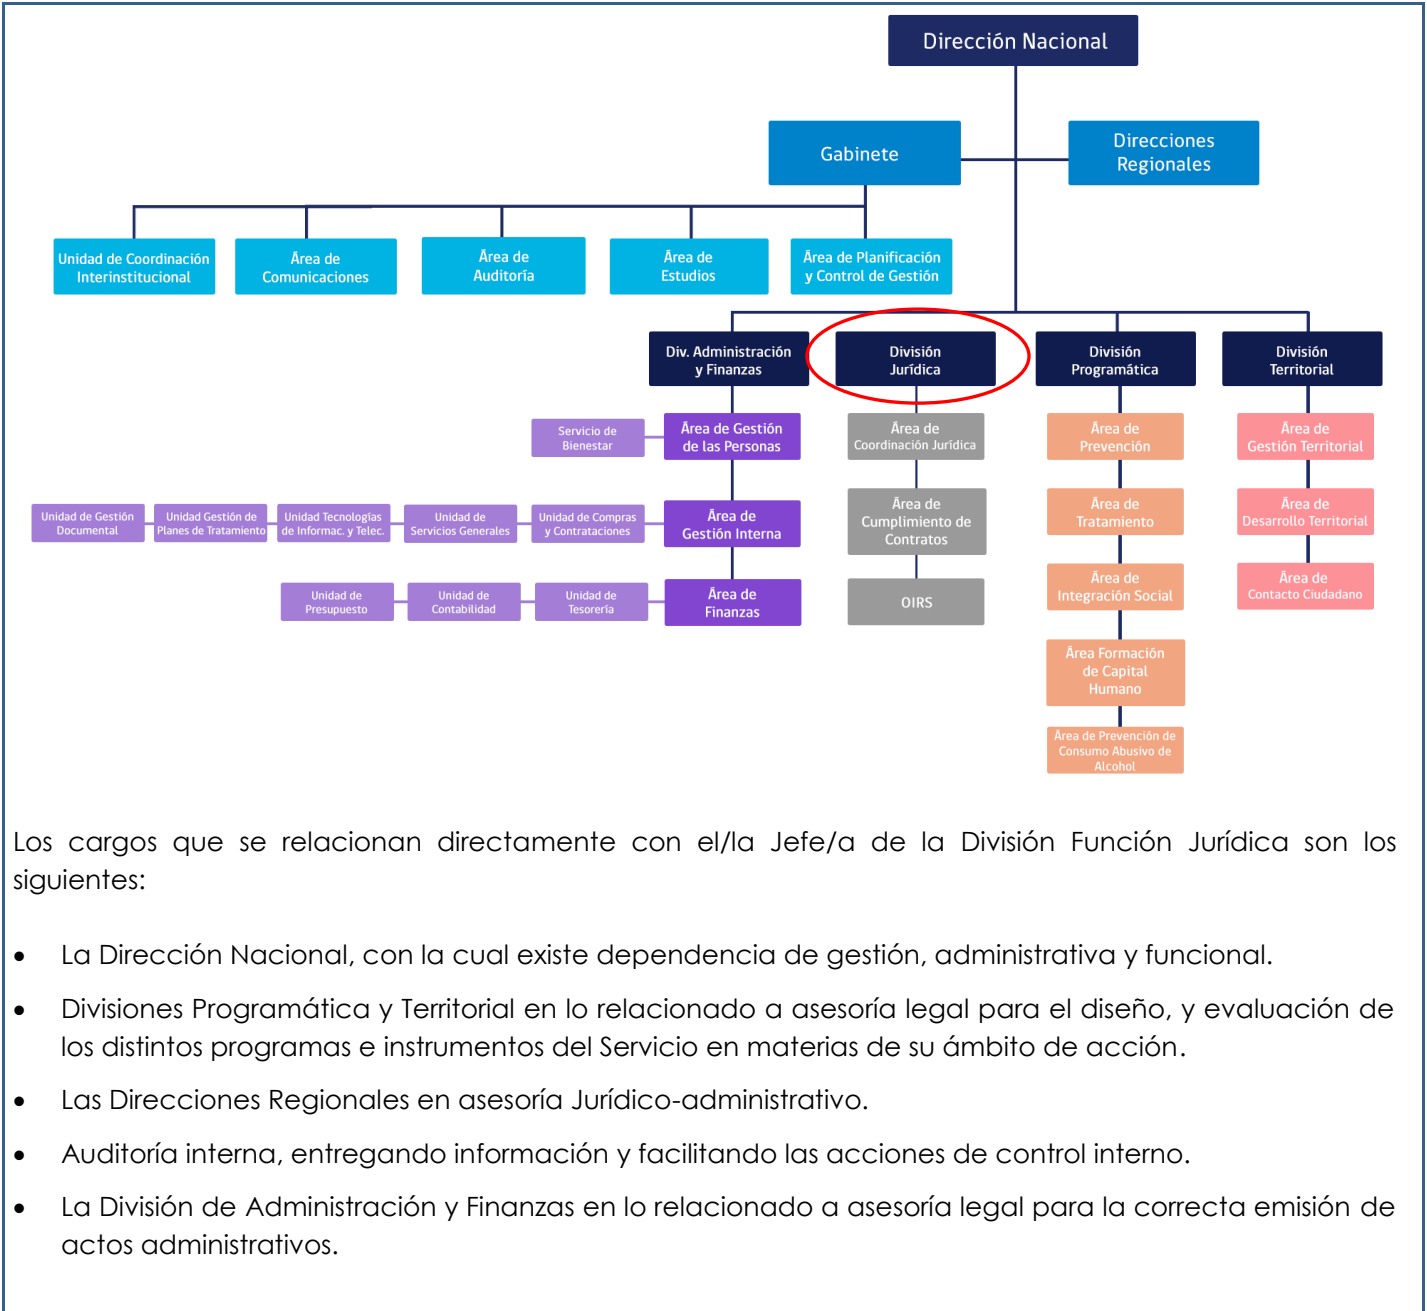 Dirección Nacional
Gabinete
Direcciones
Regionales
Unidad de Coordinación
Interinstitucional
Área de
Comunicaciones
Área de
Auditoría
Área de
Estudios
Área de Planificación
y Control de Gestión
Div. Administración
y Finanzas
División
Jurídica
División
Programática
División
Territorial
Servicio de
Bienestar
Área de Gestión
de las Personas
Área de
Coordinación Jurídica
Área de
Prevención
Área de
Gestión Territorial
Unidad de Gestión
Documental
Unidad Gestión de
Planes de Tratamiento
Unidad Tecnologías
de Informac. y Telec.
Unidad de
Servicios Generales
Unidad de Compras
y Contrataciones
Área de
Gestión Interna
Área de
Cumplimiento de
Contratos
Área de
Tratamiento
Área de
Desarrollo Territorial
Unidad de
Presupuesto
Unidad de
Contabilidad
Unidad de
Tesorería
Área de
Finanzas
OIRS
Área de
Integración Social
Área de
Contacto Ciudadano
Área Formación
de Capital
Humano
Área de Prevención de
Consumo Abusivo de
Alcohol
Los cargos que se relacionan directamente con el/la Jefe/a de la División Función Jurídica son los
siguientes:
• La Dirección Nacional, con la cual existe dependencia de gestión, administrativa y funcional.
• Divisiones Programática y Territorial en lo relacionado a asesoría legal para el diseño, y evaluación de
los distintos programas e instrumentos del Servicio en materias de su ámbito de acción.
• Las Direcciones Regionales en asesoría Jurídico-administrativo.
• Auditoría interna, entregando información y facilitando las acciones de control interno.
• La División de Administración y Finanzas en lo relacionado a asesoría legal para la correcta emisión de
actos administrativos.